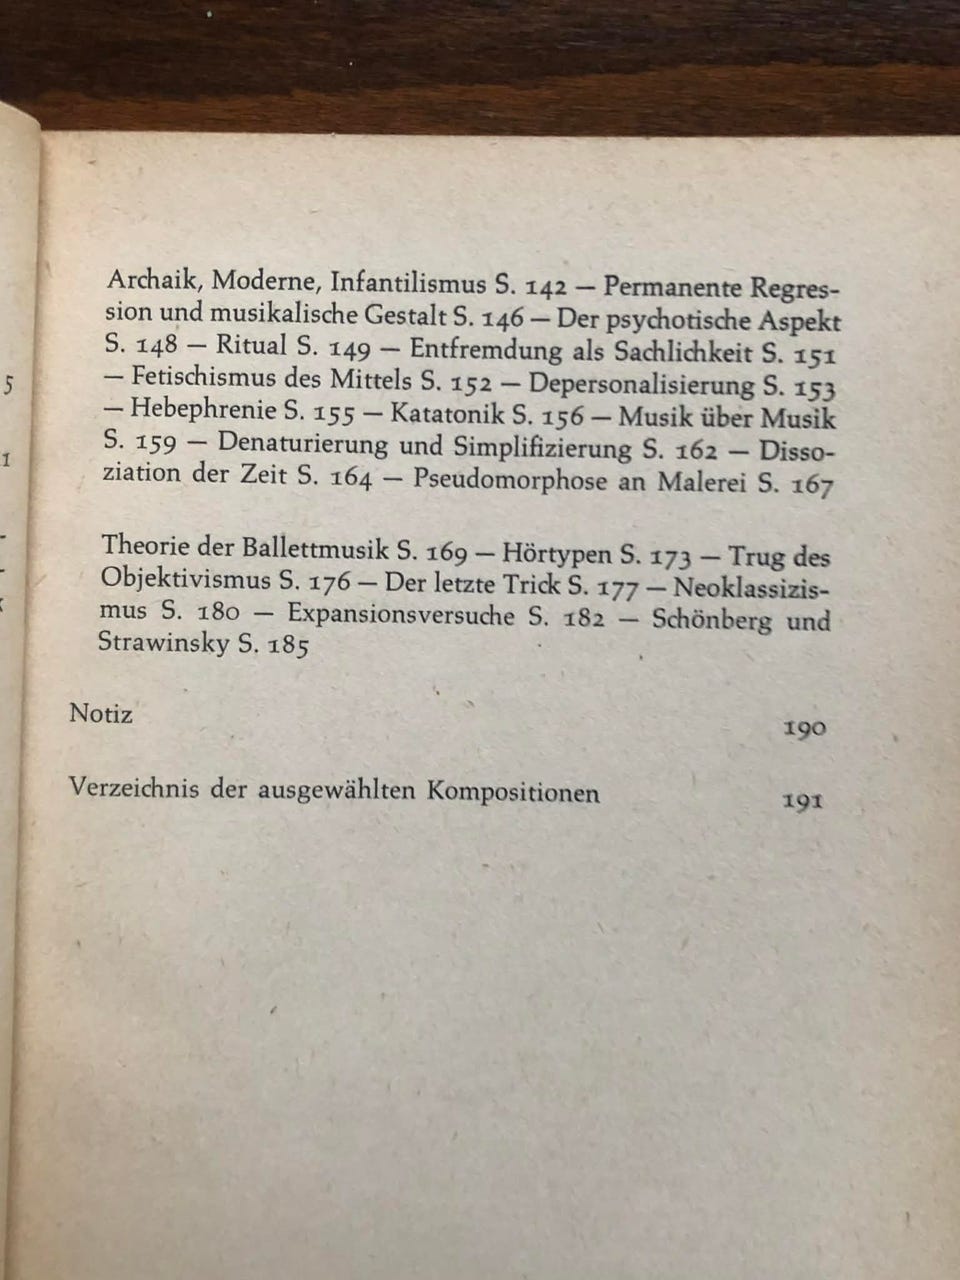 Archaik, Moderne, Infantilismus S. 142 — Permanente Regres-
sion und musikalische Gestalt S. 146 — Der psychotische Aspekt
S. 148 — Ritual S. 149 — Entfremdung als Sachlichkeit S. 151
— Fetischismus des Mittels S. 152 — Depersonalisierung S. 153
— Hebephrenie S. 155 — Katatonik S. 156 — Musik über Musik
S. 159 — Denaturierung und Simplifizierung S. 162 — Disso-
ziation der Zeit S. 164 — Pseudomorphose an Malerei S. 167
Theorie der Ballettmusik S. 169 — Hörtypen S. 173 — Trug des
Objektivismus S. 176 — Der letzte Trick S. 177 — Neoklassizis-
mus S. 180 — Expansionsversuche S. 182 — Schönberg und
Strawinsky S. 185
Notiz 190
Verzeichnis der ausgewählten Kompositionen 191